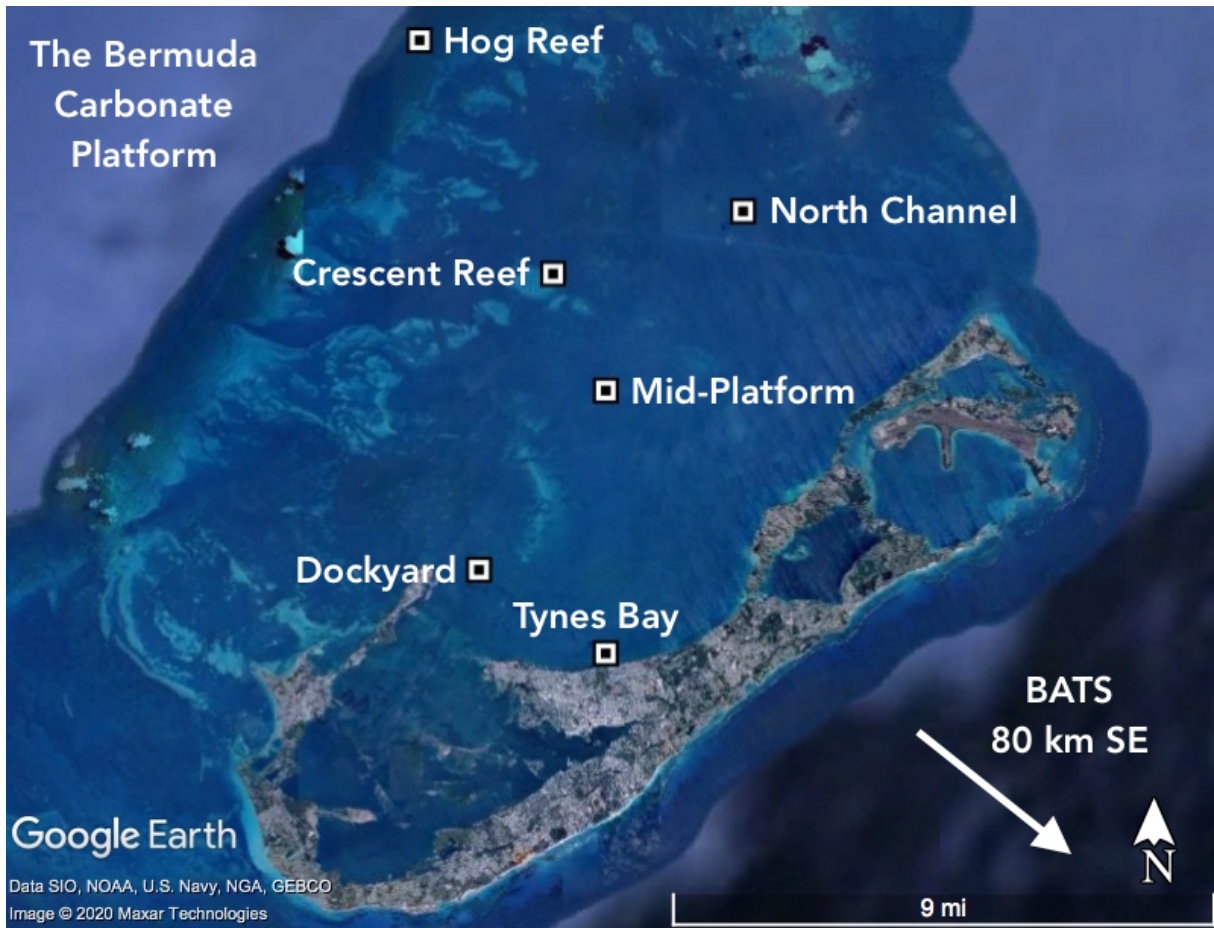 The Bermuda
Carbonate
Platform
Hog Reef
North Channel
Crescent Reef
Mid-Platform
Dockyard
Tynes Bay
BATS
80 km SE
N
Google Earth
Data SIO, NOAA, U.S. Navy, NGA, GEBCO
Image © 2020 Maxar Technologies
9 mi